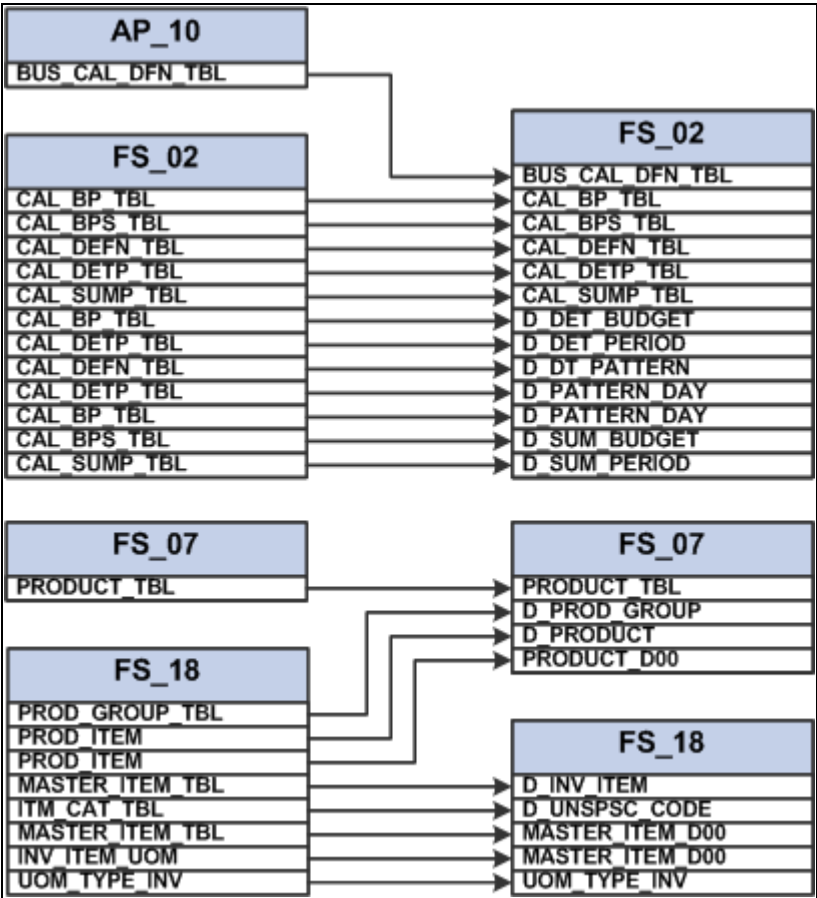 AP_10
BUS_CAL_DFN_TBL
FS_02
CAL_BP_TBL
CAL_BPS_TBL
CAL_DEFN_TBL
CAL_DETP_TBL
CAL_SUMP_TBL
CAL_BP_TBL
CAL_DETP_TBL
CAL_DEFN_TBL
CAL_DETP_TBL
CAL_BP_TBL
CAL_BPS_TBL
CAL_SUMP_TBL
FS_02
BUS_CAL_DFN_TBL
CAL_BP_TBL
CAL_BPS_TBL
CAL_DEFN_TBL
CAL_DETP_TBL
CAL_SUMP_TBL
D_DET_BUDGET
D_DET_PERIOD
D_DT_PATTERN
D_PATTERN_DAY
D_PATTERN_DAY
D_SUM_BUDGET
D_SUM_PERIOD
FS_07
PRODUCT_TBL
FS_18
PROD_GROUP_TBL
PROD_ITEM
PROD_ITEM
MASTER_ITEM_TBL
ITM_CAT_TBL
MASTER_ITEM_TBL
INV_ITEM_UOM
UOM_TYPE_INV
FS_07
PRODUCT_TBL
D_PROD_GROUP
D_PRODUCT
PRODUCT_D00
FS_18
D_INV_ITEM
D_UNSPSC_CODE
MASTER_ITEM_D00
MASTER_ITEM_D00
UOM_TYPE_INV